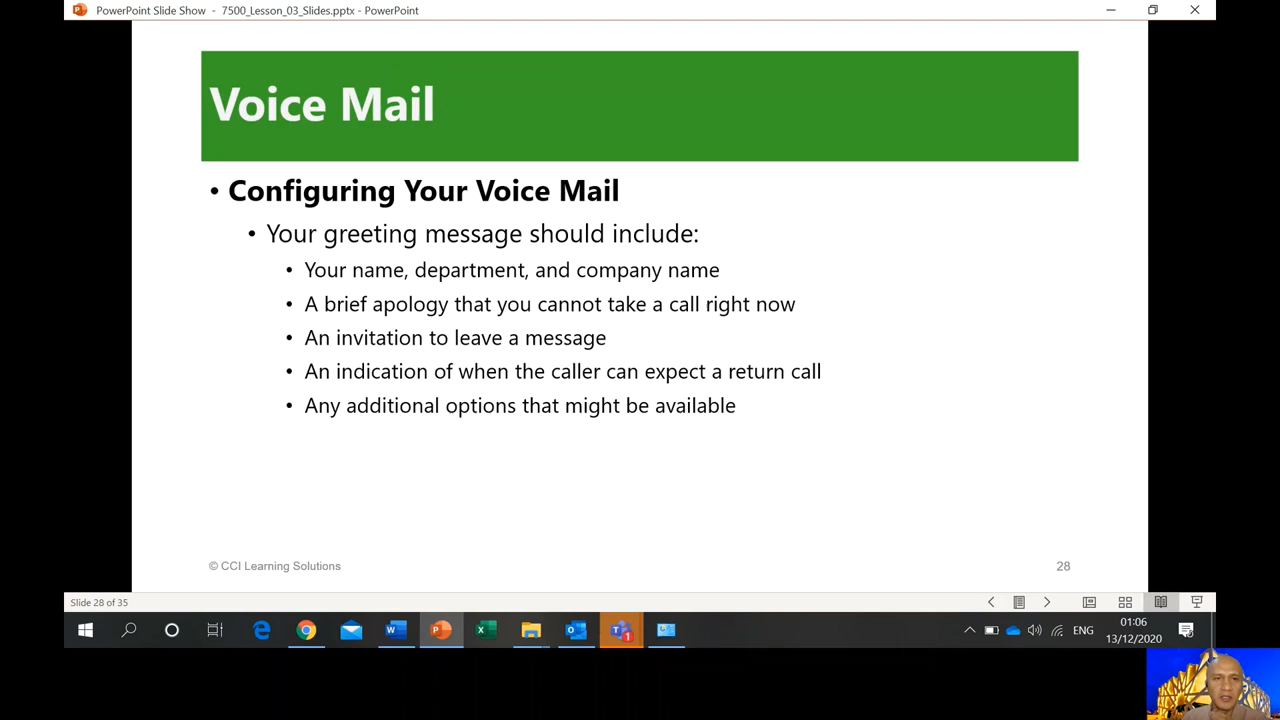 PowerPoint Slide Show - 7500_Lesson_03_Slides.pptx - PowerPoint
Voice Mail
• Configuring Your Voice Mail
• Your greeting message should include:
• Your name, department, and company name
• A brief apology that you cannot take a call right now
• An invitation to leave a message
• An indication of when the caller can expect a return call
• Any additional options that might be available
© CCI Learning Solutions
28
Slide 28 of 35
ENG
01:06
13/12/2020